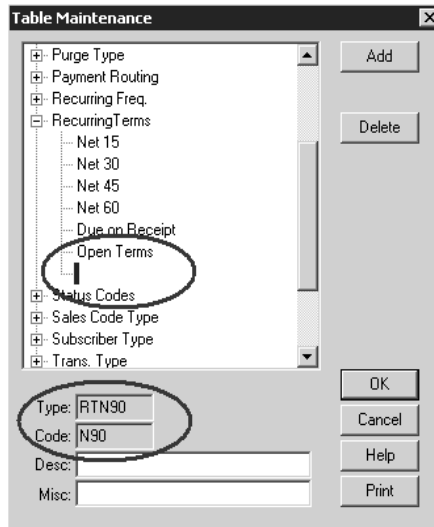 Table Maintenance
Purge Type
Payment Routing
Recurring Freq.
RecurringTerms
Net 15
Net 30
Net 45
Net 60
Due on Receipt
Open Terms
Status Codes
Sales Code Type
Subscriber Type
Trans. Type
Type: RTN90
Code: N90
Desc:
Misc:
Add
Delete
OK
Cancel
Help
Print